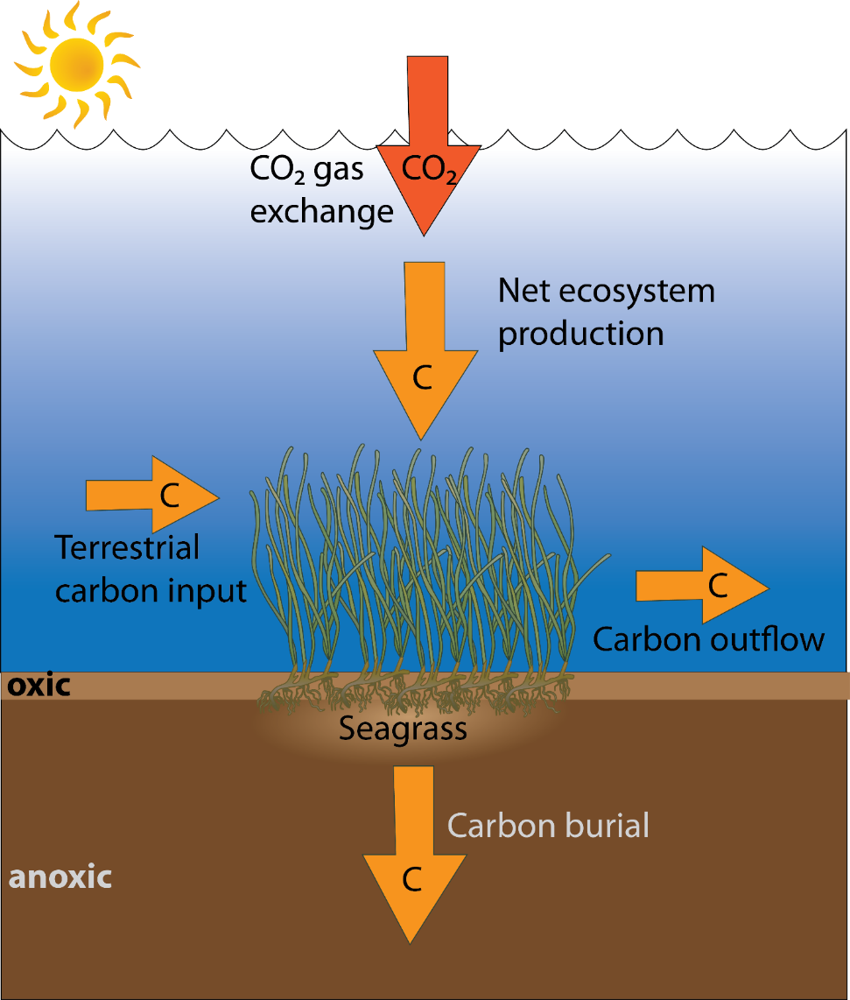 CO₂ gas
exchange
CO₂
Net ecosystem
production
C
C
Terrestrial
carbon input
C
Carbon outflow
oxic
Seagrass
Carbon burial
anoxic
C